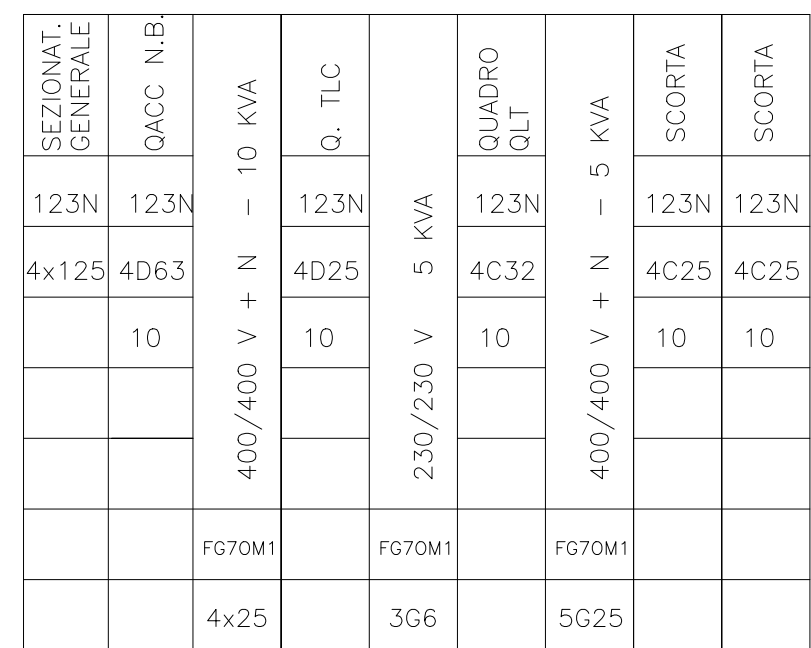 SEZIONAT.
GENERALE
QACC N.B.
400/400 V + N - 10 KVA
Q. TLC
230/230 V 5 KVA
QUADRO
QLT
400/400 V + N - 5 KVA
SCORTA
SCORTA
123N 123N 123N 123N 123N 123N
4x125 4D63 4D25 4C32 4C25 4C25
10 10 10 10 10
FG7OM1 FG7OM1 FG7OM1
4x25 3G6 5G25